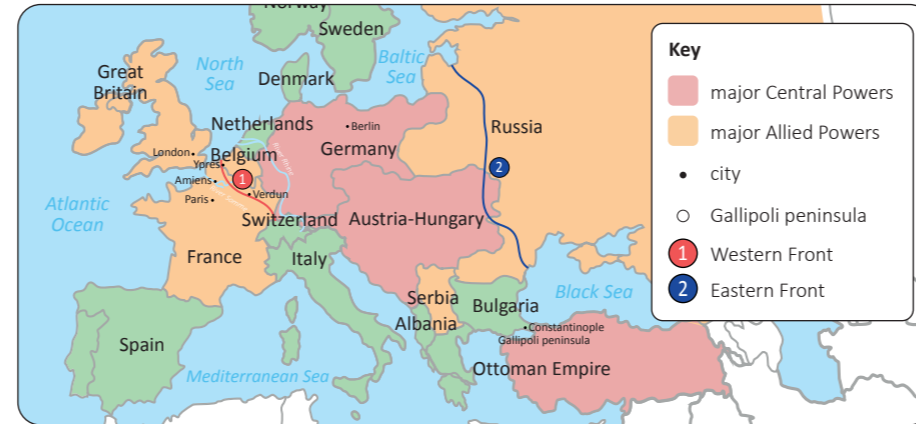 Norway
Sweden
North
Sea
Baltic
Sea
Denmark
Great
Britain
Netherlands
Berlin
Russia
London
Belgium
Germany
Ypres
1
2
Amiens
Verdun
Paris
Atlantic
Ocean
Switzerland
Austria-Hungary
France
Italy
Serbia
Black Sea
Bulgaria
Albania
Constantinople
Gallipoli peninsula
Spain
Mediterranean Sea
Ottoman Empire
Key
major Central Powers
major Allied Powers
city
Gallipoli peninsula
1 Western Front
2 Eastern Front